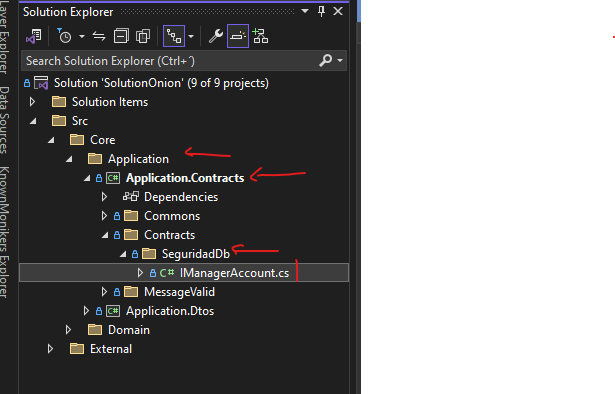 Solution Explorer
Search Solution Explorer (Ctrl+´)
Solution 'SolutionOnion' (9 of 9 projects)
Solution Items
Src
Core
Application
C# Application.Contracts
Dependencies
Commons
Contracts
SeguridadDb
C# IManagerAccount.cs
MessageValid
C# Application.Dtos
Domain
External
Layer Explorer
Data Sources
KnownMonikers Explorer